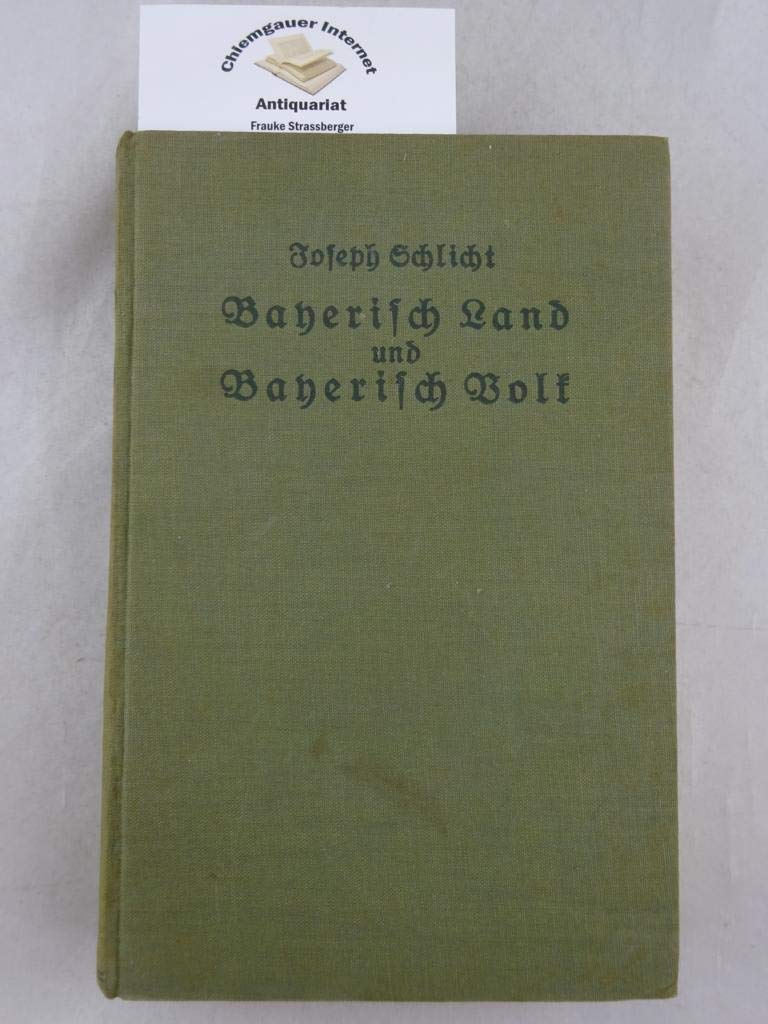 Chiemgauer Internet
Antiquariat
Frauke Strassberger
Joseph Schlicht
Bayerisch Land
und
Bayerisch Volk